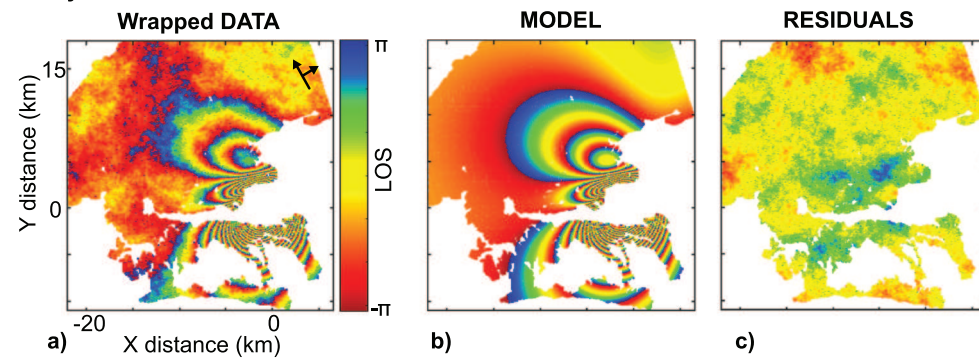 Wrapped DATA
MODEL
RESIDUALS
π
LOS
-π
Y distance (km)
15
0
-20
0
X distance (km)
a)
b)
c)